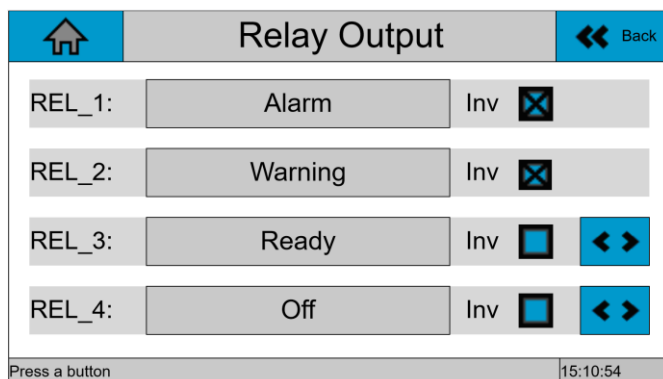 Relay Output
Back
REL_1: Alarm Inv
REL_2: Warning Inv
REL_3: Ready Inv
REL_4: Off Inv
Press a button 15:10:54